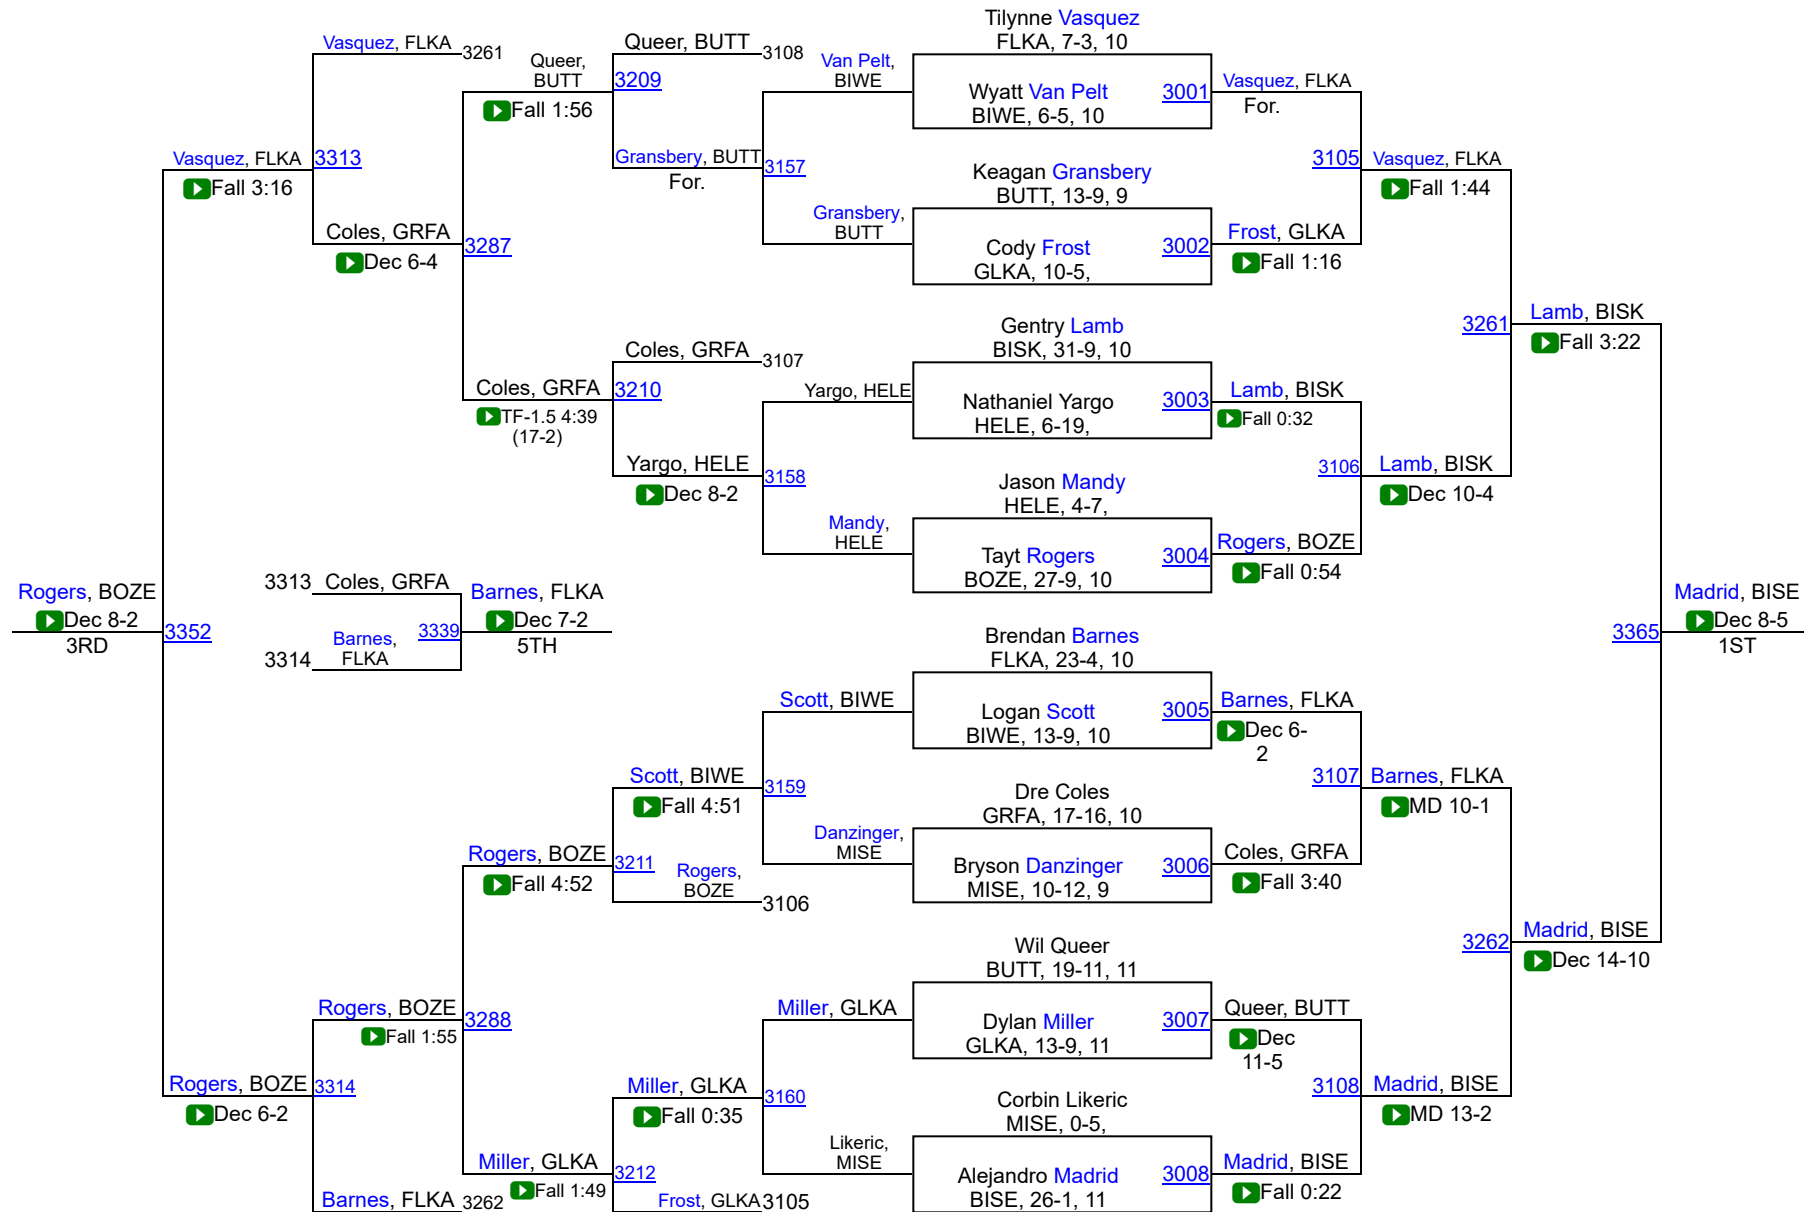 Tilynne Vasquez
FLKA, 7-3, 10
Wyatt Van Pelt
BIWE, 6-5, 10
3001
Vasquez, FLKA
For.
Keagan Gransbery
BUTT, 13-9, 9
Cody Frost
GLKA, 10-5,
3002
Frost, GLKA
Fall 1:16
3105
Vasquez, FLKA
Fall 1:44
Gentry Lamb
BISK, 31-9, 10
Nathaniel Yargo
HELE, 6-19,
3003
Lamb, BISK
Fall 0:32
Jason Mandy
HELE, 4-7,
Tayt Rogers
BOZE, 27-9, 10
3004
Rogers, BOZE
Fall 0:54
3106
Lamb, BISK
Dec 10-4
3261
Lamb, BISK
Fall 3:22
Brendan Barnes
FLKA, 23-4, 10
Logan Scott
BIWE, 13-9, 10
3005
Barnes, FLKA
Dec 6-
2
Dre Coles
GRFA, 17-16, 10
Bryson Danzinger
MISE, 10-12, 9
3006
Coles, GRFA
Fall 3:40
3107
Barnes, FLKA
MD 10-1
Wil Queer
BUTT, 19-11, 11
Dylan Miller
GLKA, 13-9, 11
3007
Queer, BUTT
Dec
11-5
Corbin Likeric
MISE, 0-5,
Alejandro Madrid
BISE, 26-1, 11
3008
Madrid, BISE
Fall 0:22
3108
Madrid, BISE
MD 13-2
3262
Madrid, BISE
Dec 14-10
3365
Madrid, BISE
Dec 8-5
1ST
Van Pelt,
BIWE
Gransbery,
BUTT
3157
Gransbery, BUTT
For.
Queer, BUTT
3108
3209
Queer,
BUTT
Fall 1:56
Yargo, HELE
Mandy,
HELE
3158
Yargo, HELE
Dec 8-2
Coles, GRFA
3107
3210
Coles, GRFA
TF-1.5 4:39
(17-2)
3287
Coles, GRFA
Dec 6-4
Vasquez, FLKA
3261
3313
Vasquez, FLKA
Fall 3:16
Scott, BIWE
Danzinger,
MISE
3159
Scott, BIWE
Fall 4:51
Rogers,
BOZE
3106
3211
Rogers, BOZE
Fall 4:52
Miller, GLKA
Likeric,
MISE
3160
Miller, GLKA
Fall 0:35
Frost, GLKA
3105
3212
Miller, GLKA
Fall 1:49
3288
Rogers, BOZE
Fall 1:55
Barnes, FLKA
3262
3314
Rogers, BOZE
Dec 6-2
3352
Rogers, BOZE
Dec 8-2
3RD
3313
Coles, GRFA
3314
Barnes,
FLKA
3339
Barnes, FLKA
Dec 7-2
5TH